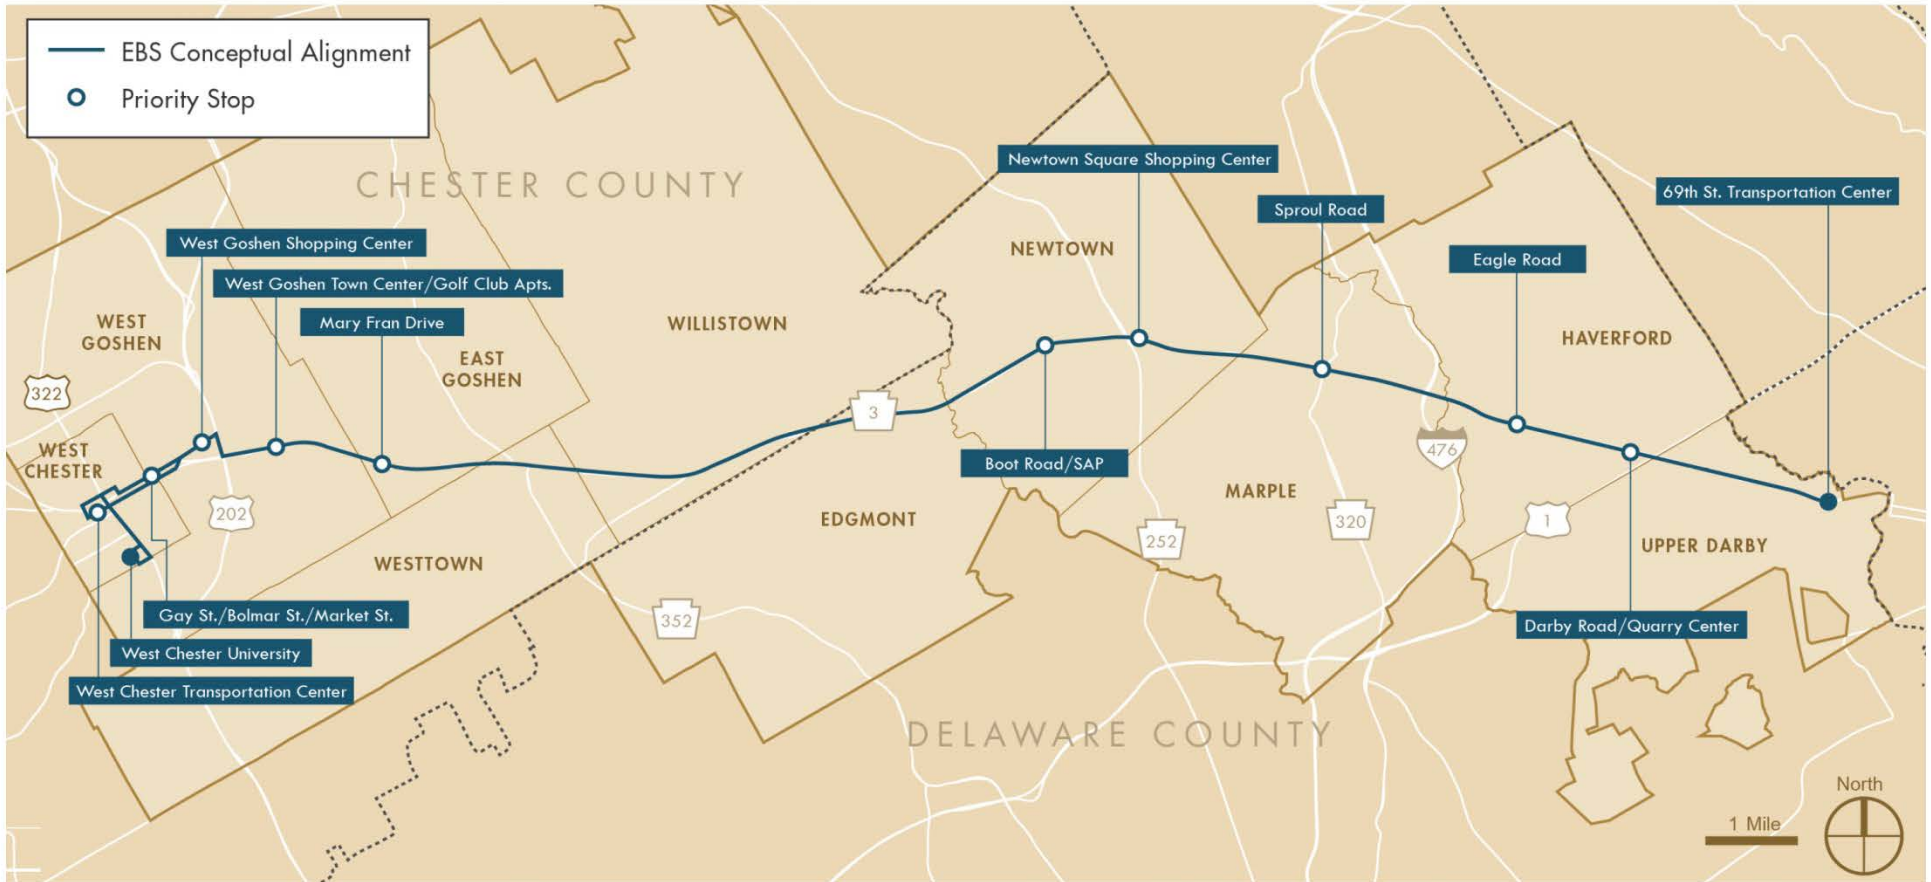 EBS Conceptual Alignment
Priority Stop
CHESTER COUNTY
Newtown Square Shopping Center
69th St. Transportation Center
Sproul Road
West Goshen Shopping Center
NEWTOWN
Eagle Road
West Goshen Town Center/Golf Club Apts.
Mary Fran Drive
WEST
GOSHEN
WILLISTOWN
HAVERFORD
EAST
GOSHEN
322
3
WEST
CHESTER
476
Boot Road/SAP
MARPLE
202
EDGMONT
320
1
252
UPPER DARBY
WESTTOWN
Gay St./Bolmar St./Market St.
352
Darby Road/Quarry Center
West Chester University
West Chester Transportation Center
DELAWARE COUNTY
North
1 Mile